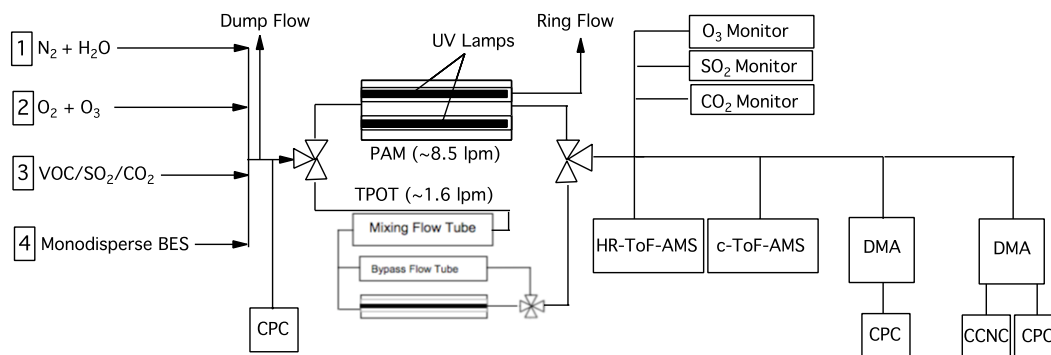 Dump Flow
Ring Flow
1 N₂ + H₂O
UV Lamps
O₃ Monitor
SO₂ Monitor
CO₂ Monitor
2 O₂ + O₃
PAM (~8.5 lpm)
3 VOC/SO₂/CO₂
TPOT (~1.6 lpm)
Mixing Flow Tube
4 Monodisperse BES
Bypass Flow Tube
HR-ToF-AMS
c-ToF-AMS
DMA
DMA
CPC
CPC
CCNC
CPC